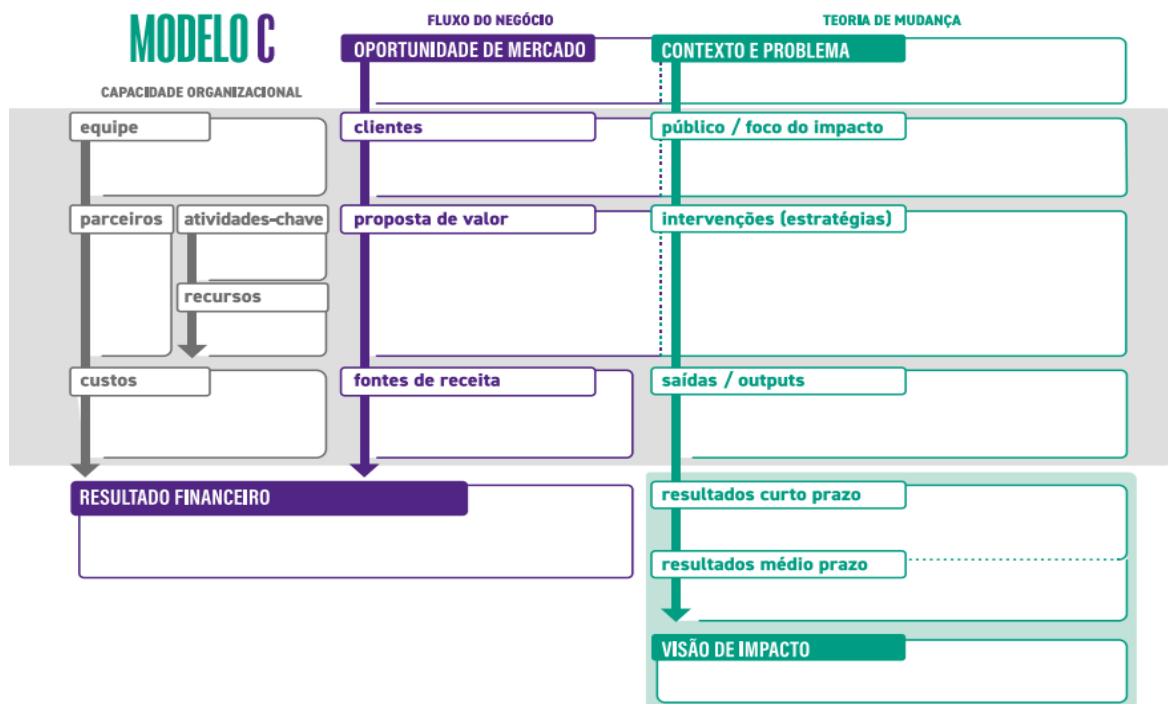 MODELO C
FLUXO DO NEGÓCIO
TEORIA DE MUDANÇA
OPORTUNIDADE DE MERCADO
CONTEXTO E PROBLEMA
CAPACIDADE ORGANIZACIONAL
equipe
clientes
público / foco do impacto
parceiros
atividades-chave
proposta de valor
intervenções (estratégias)
recursos
custos
fontes de receita
saídas / outputs
RESULTADO FINANCEIRO
resultados curto prazo
resultados médio prazo
VISÃO DE IMPACTO